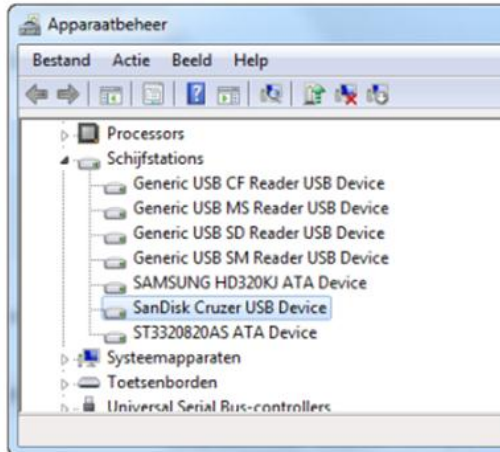 Apparaatbeheer
Bestand Actie Beeld Help
Processors
Schijfstations
Generic USB CF Reader USB Device
Generic USB MS Reader USB Device
Generic USB SD Reader USB Device
Generic USB SM Reader USB Device
SAMSUNG HD320KJ ATA Device
SanDisk Cruzer USB Device
ST3320820AS ATA Device
Systeemapparaten
Toetsenborden
Universal Serial Bus-controllers